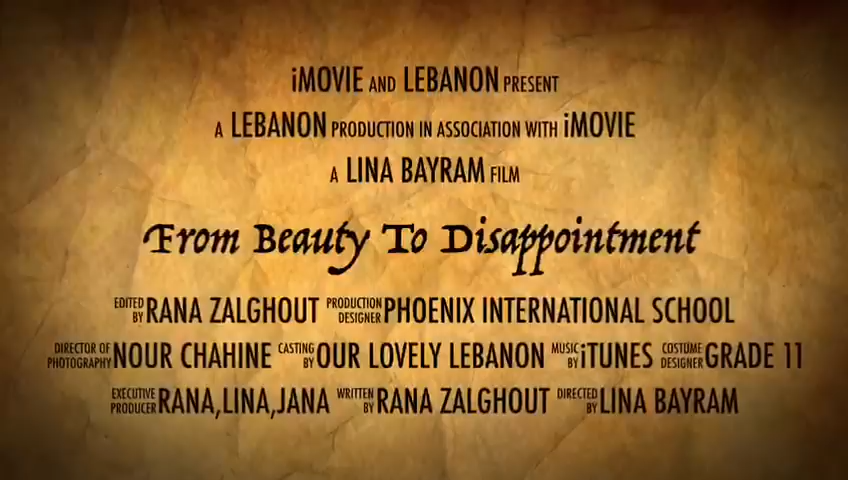 iMOVIE AND LEBANON PRESENT
A LEBANON PRODUCTION IN ASSOCIATION WITH iMOVIE
A LINA BAYRAM FILM
From Beauty To Disappointment
EDITED BY RANA ZALGHOUT PRODUCTION DESIGNER PHOENIX INTERNATIONAL SCHOOL
DIRECTOR OF PHOTOGRAPHY NOUR CHAHINE CASTING BY OUR LOVELY LEBANON MUSIC BY iTUNES COSTUME DESIGNER GRADE 11
EXECUTIVE PRODUCER RANA,LINA,JANA WRITTEN BY RANA ZALGHOUT DIRECTED BY LINA BAYRAM